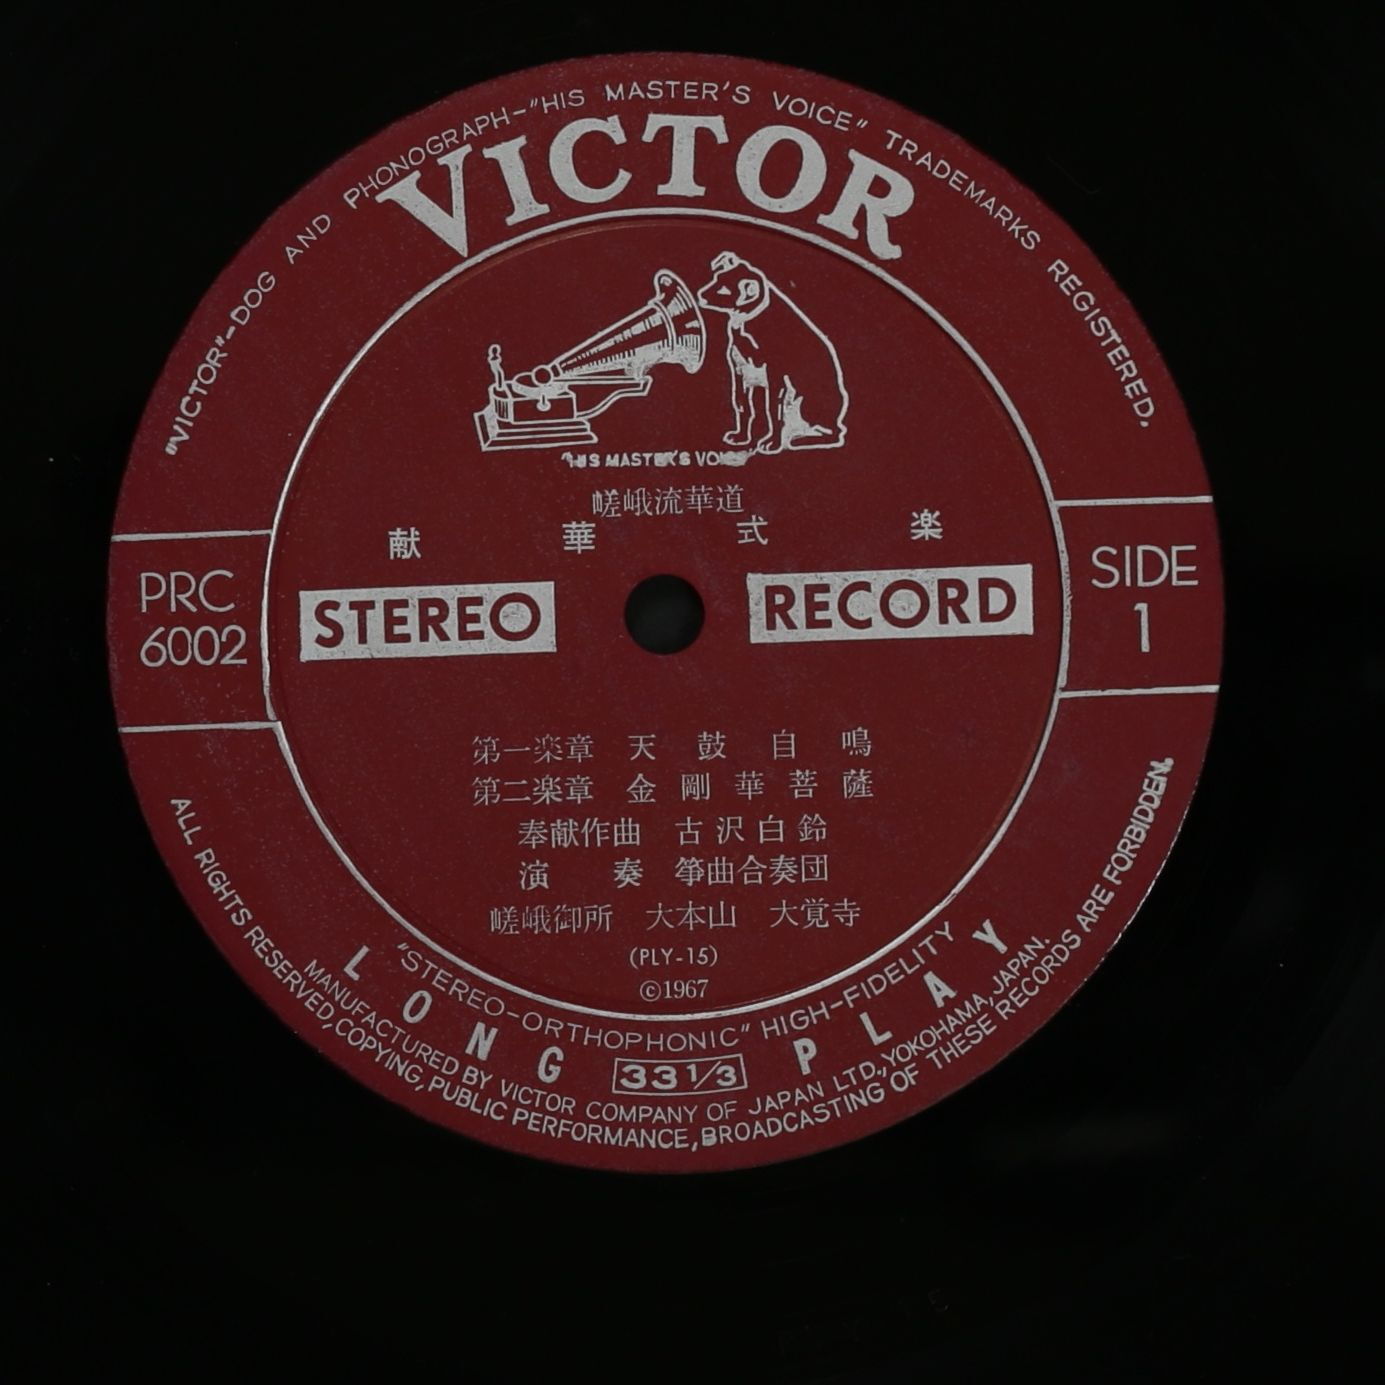 "VICTOR"-DOG AND PHONOGRAPH-"HIS MASTER'S VOICE" TRADEMARKS REGISTERED.
VICTOR
"HIS MASTER'S VOICE"
嵯峨流華道
献華式楽
PRC
6002
STEREO RECORD
SIDE
1
第一楽章 天鼓自鳴
第二楽章 金剛華菩薩
奉献作曲 古沢白鈴
演奏 箏曲合奏団
嵯峨御所 大本山 大覚寺
(PLY-15)
©1967
"STEREO-ORTHOPHONIC" HIGH-FIDELITY
LONG PLAY
33 1/3
MANUFACTURED BY VICTOR COMPANY OF JAPAN LTD., YOKOHAMA, JAPAN.
ALL RIGHTS RESERVED, COPYING, PUBLIC PERFORMANCE, BROADCASTING OF THESE RECORDS ARE FORBIDDEN.